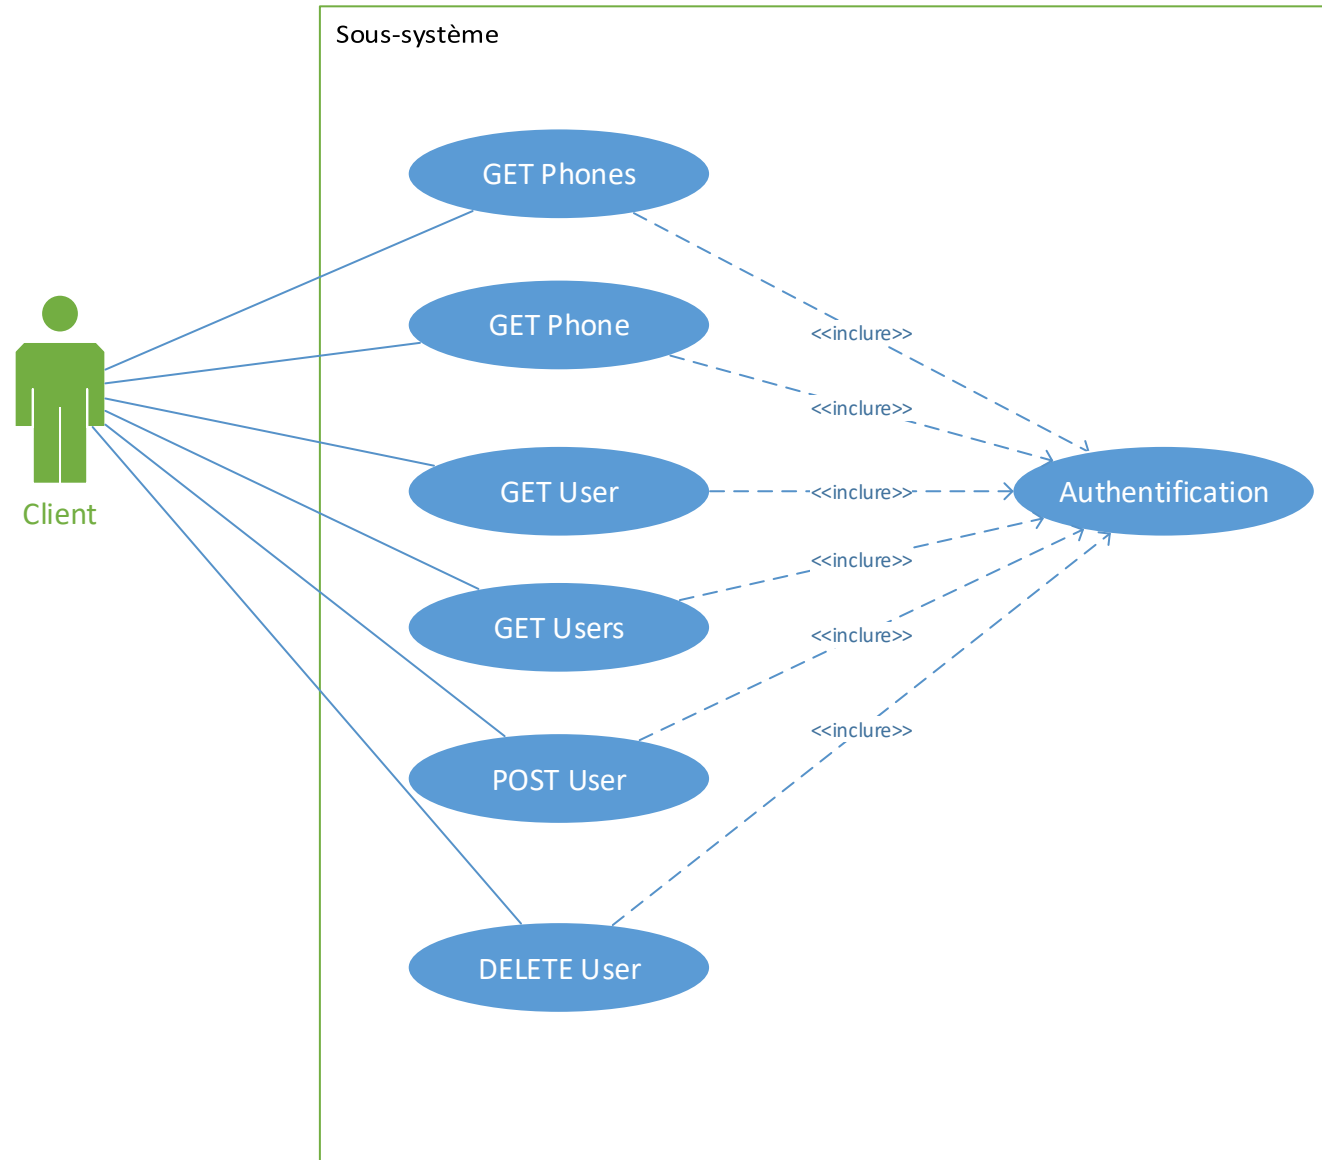 Sous-système
GET Phones
GET Phone
<<inclure>>
<<inclure>>
GET User
<<inclure>>
Authentification
Client
<<inclure>>
GET Users
<<inclure>>
<<inclure>>
POST User
DELETE User